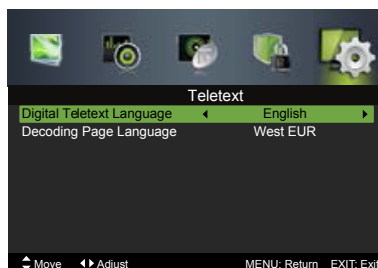 Teletext
Digital Teletext Language English
Decoding Page Language West EUR
Move Adjust MENU: Return EXIT: Exit